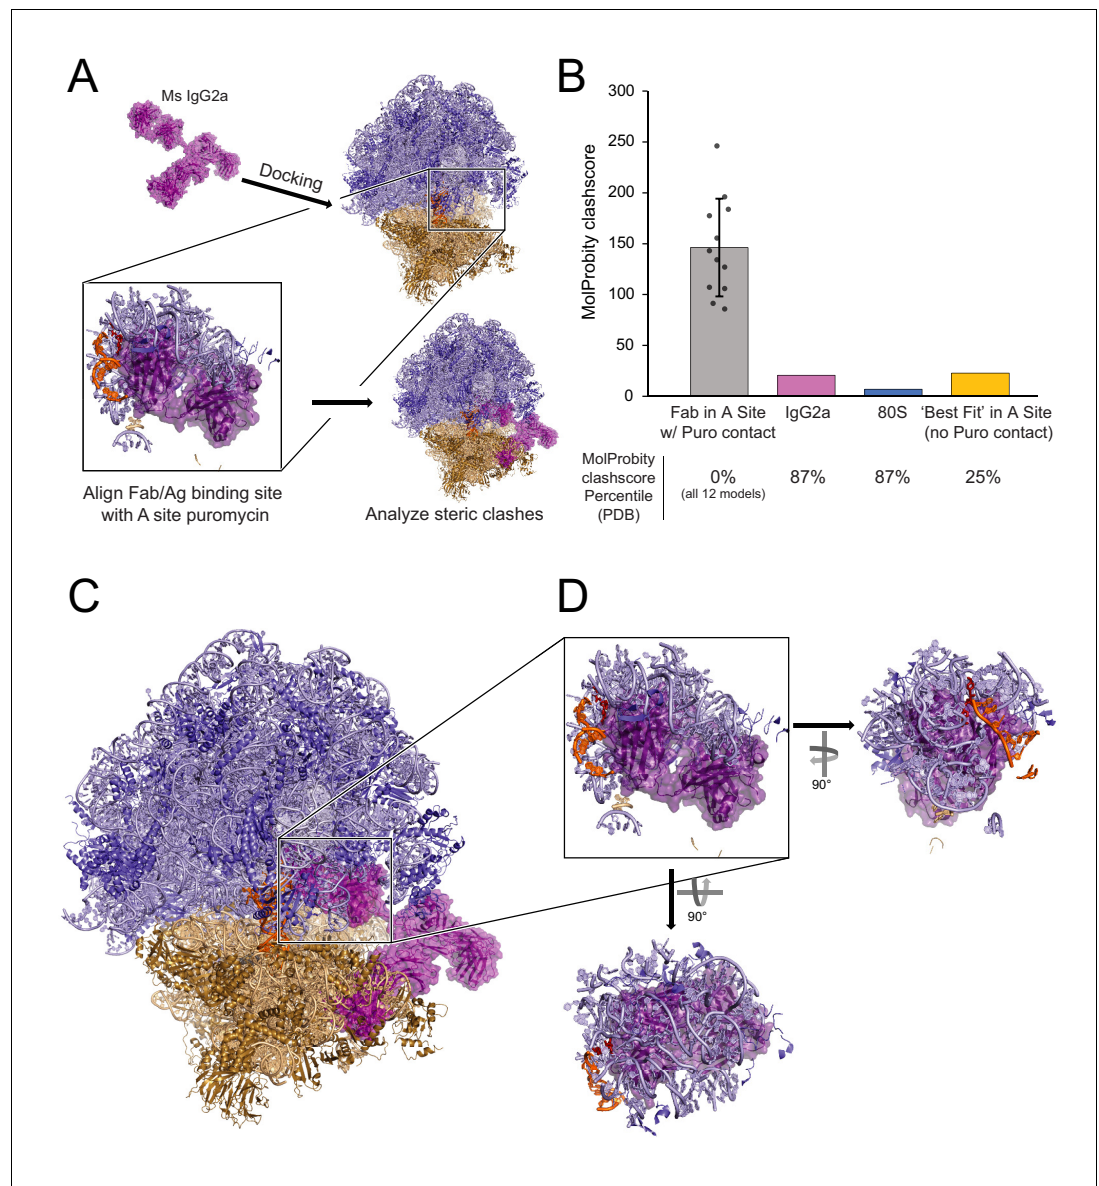 A
Ms IgG2a
Docking
Align Fab/Ag binding site
with A site puromycin
Analyze steric clashes
B
MolProbity clashscore
300
250
200
150
100
50
0
Fab in A Site
w/ Puro contact
IgG2a
80S
‘Best Fit’ in A Site
(no Puro contact)
MolProbity
clashscore
Percentile
(PDB)
0%
(all 12 models)
87%
87%
25%
C
D
90°
90°